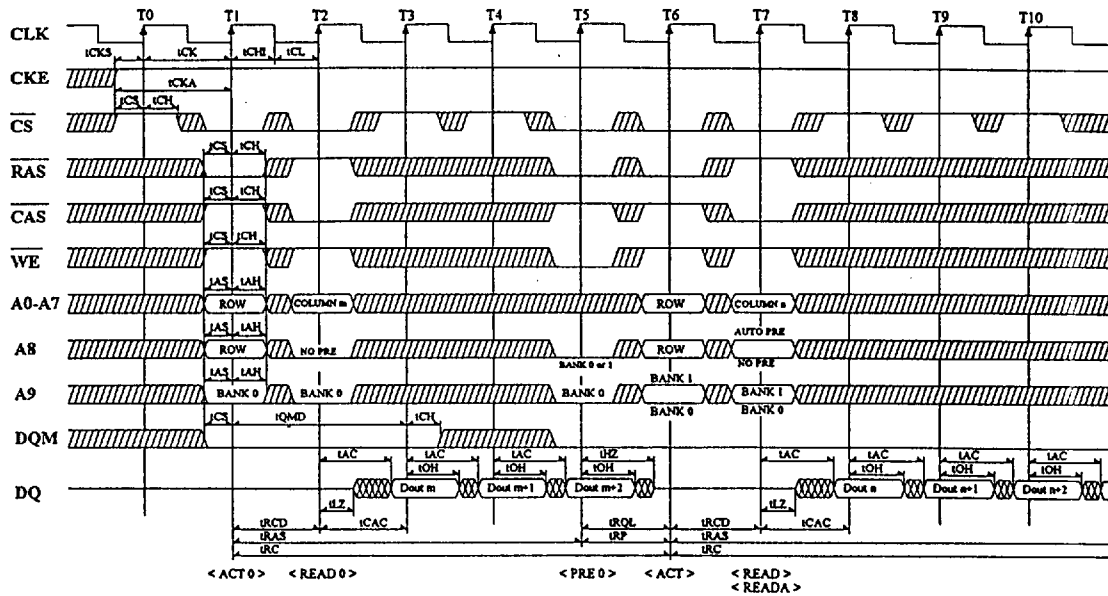 T0 T1 T2 T3 T4 T5 T6 T7 T8 T9 T10
CLK
tCKS tCK tCHI tCL
CKE
tCKA
tCS tCH
CS
tCS tCH
RAS
tCS tCH
CAS
tCS tCH
WE
tAS tAH
A0-A7 ROW COLUMN m ROW COLUMN n
tAS tAH AUTO PRE
A8 ROW NO PRE ROW
BANK 0 or 1 NO PRE
tAS tAH BANK 1
A9 BANK 0 BANK 0 BANK 0 BANK 1
BANK 0 BANK 0
tCS tQMD tCH
DQM
tAC tAC tAC tHZ tAC tAC tAC tAC
tOH tOH tOH tOH tOH tOH
DQ Dout m Dout m+1 Dout m+2 Dout n Dout n+1 Dout n+2
tLZ tLZ
tRCD tCAC tRQL tRCD tCAC
tRAS tRP tRAS
tRC tRC
< ACT 0 > < READ 0 > < PRE 0 > < ACT > < READ >
< READA >